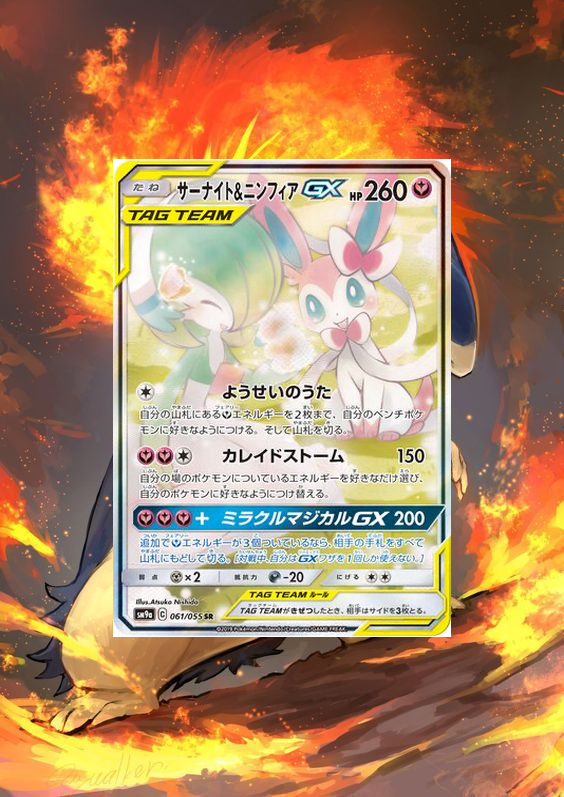 たね サーナイト&ニンフィアGX HP260
TAG TEAM
ようせいのうた
自分の山札にあるエネルギーを2枚まで、自分のベンチポケ
モンに好きなようにつける。そして山札を切る。
カレイドストーム 150
自分の場のポケモンについているエネルギーを好きなだけ選び、
自分のポケモンに好きなようにつけ替える。
+ ミラクルマジカルGX 200
追加でエネルギーが3個ついているなら、相手の手札をすべて
山札にもどして切る。[対戦中、自分はGXワザを1回しか使えない。]
弱点 ×2 抵抗力 -20 にげる
TAG TEAM ルール
TAG TEAMがきぜつしたとき、相手はサイドを3枚とる。
Illus.Atsuko Nishida
sm9a C 061/055 SR
©2019 Pokémon/Nintendo/Creatures/GAME FREAK.